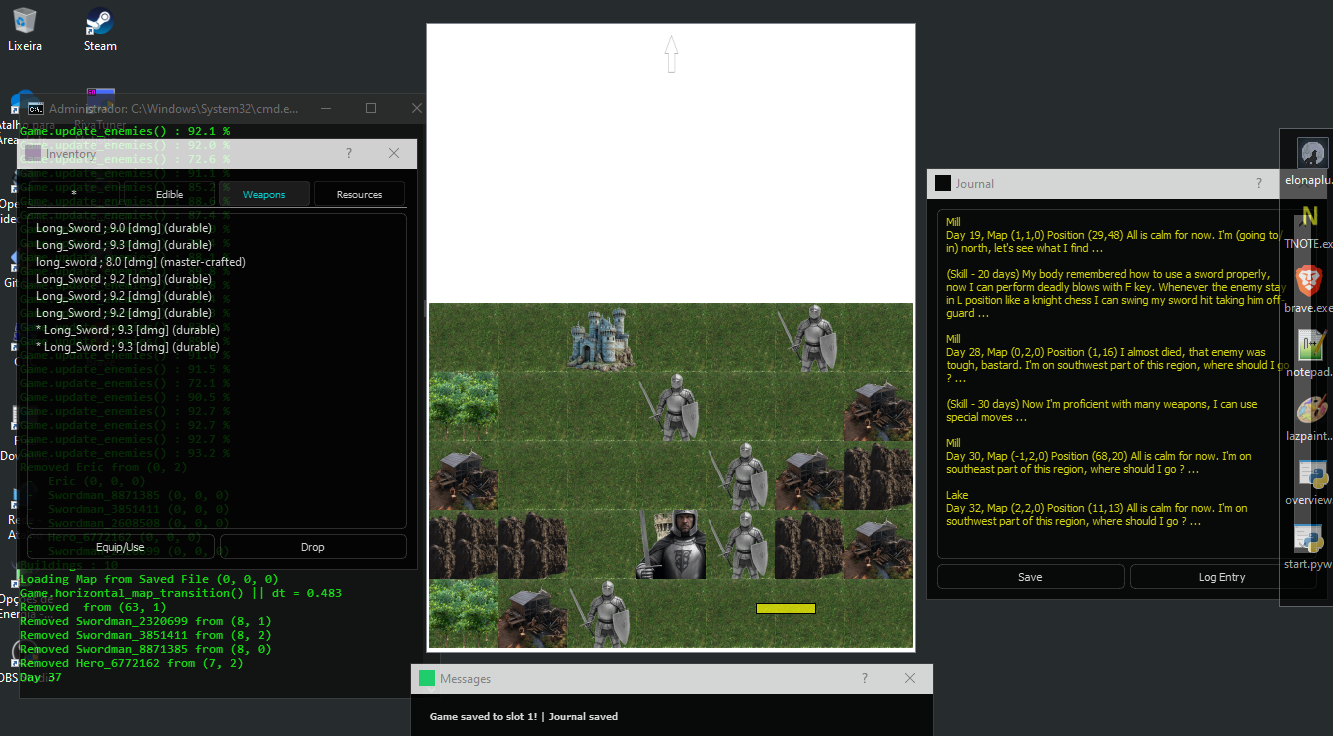 Lixeira
Steam
Administrador: C:\Windows\System32\cmd.e...
Game.update_enemies() : 92.1 %
Game.update_enemies() : 92.0 %
Game.update_enemies() : 72.6 %
Inventory
?
*
Edible
Weapons
Resources
Long_Sword ; 9.0 [dmg] (durable)
Long_Sword ; 9.3 [dmg] (durable)
long_sword ; 8.0 [dmg] (master-crafted)
Long_Sword ; 9.2 [dmg] (durable)
Long_Sword ; 9.2 [dmg] (durable)
Long_Sword ; 9.2 [dmg] (durable)
* Long_Sword ; 9.3 [dmg] (durable)
* Long_Sword ; 9.3 [dmg] (durable)
Game.update_enemies() : 91.5 %
Game.update_enemies() : 72.1 %
Game.update_enemies() : 90.5 %
Game.update_enemies() : 92.7 %
Game.update_enemies() : 92.7 %
Game.update_enemies() : 92.7 %
Game.update_enemies() : 93.2 %
Removed Eric from (0, 2)
Eric (0, 0, 0)
Swordman_8871385 (0, 0, 0)
Swordman_3851411 (0, 0, 0)
Swordman_2608508 (0, 0, 0)
Hero_6772162 (0, 0, 0)
Equip/Use
Drop
Buildings : 10
Loading Map from Saved File (0, 0, 0)
Game.horizontal_map_transition() || dt = 0.483
Removed  from (63, 1)
Removed Swordman_2320699 from (8, 1)
Removed Swordman_3851411 from (8, 2)
Removed Swordman_8871385 from (8, 0)
Removed Hero_6772162 from (7, 2)
Day 37
Messages
?
Game saved to slot 1! | Journal saved
Journal
?
Mill
Day 19, Map (1,1,0) Position (29,48) All is calm for now. I'm (going to/
in) north, let's see what I find ...
(Skill - 20 days) My body remembered how to use a sword properly,
now I can perform deadly blows with F key. Whenever the enemy stay
in L position like a knight chess I can swing my sword hit taking him off-
guard ...
Mill
Day 28, Map (0,2,0) Position (1,16) I almost died, that enemy was
tough, bastard. I'm on southwest part of this region, where should I go
? ...
(Skill - 30 days) Now I'm proficient with many weapons, I can use
special moves ...
Mill
Day 30, Map (-1,2,0) Position (68,20) All is calm for now. I'm on
southeast part of this region, where should I go ? ...
Lake
Day 32, Map (2,2,0) Position (11,13) All is calm for now. I'm on
southwest part of this region, where should I go ? ...
Save
Log Entry
elonaplu...
TNOTE.ex
brave.exe
notepad...
lazpaint...
overview
start.pyw